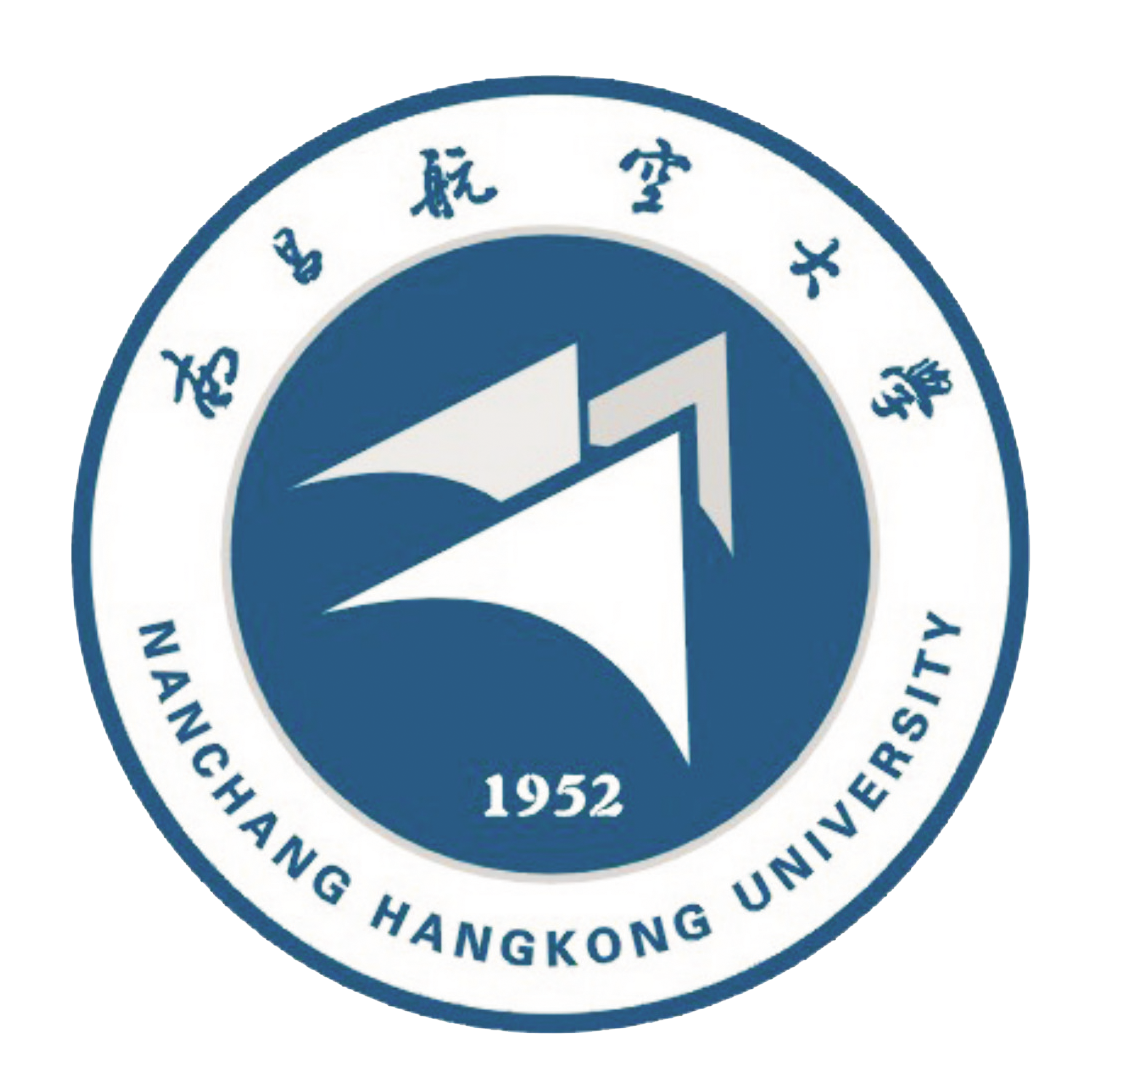 南昌航空大学
1952
NANCHANG HANGKONG UNIVERSITY